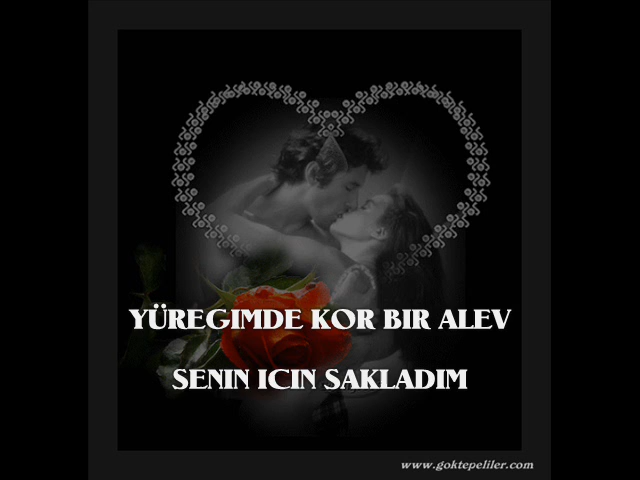 YÜREGIMDE KOR BIR ALEV
SENIN ICIN SAKLADIM
www.goktepeliler.com